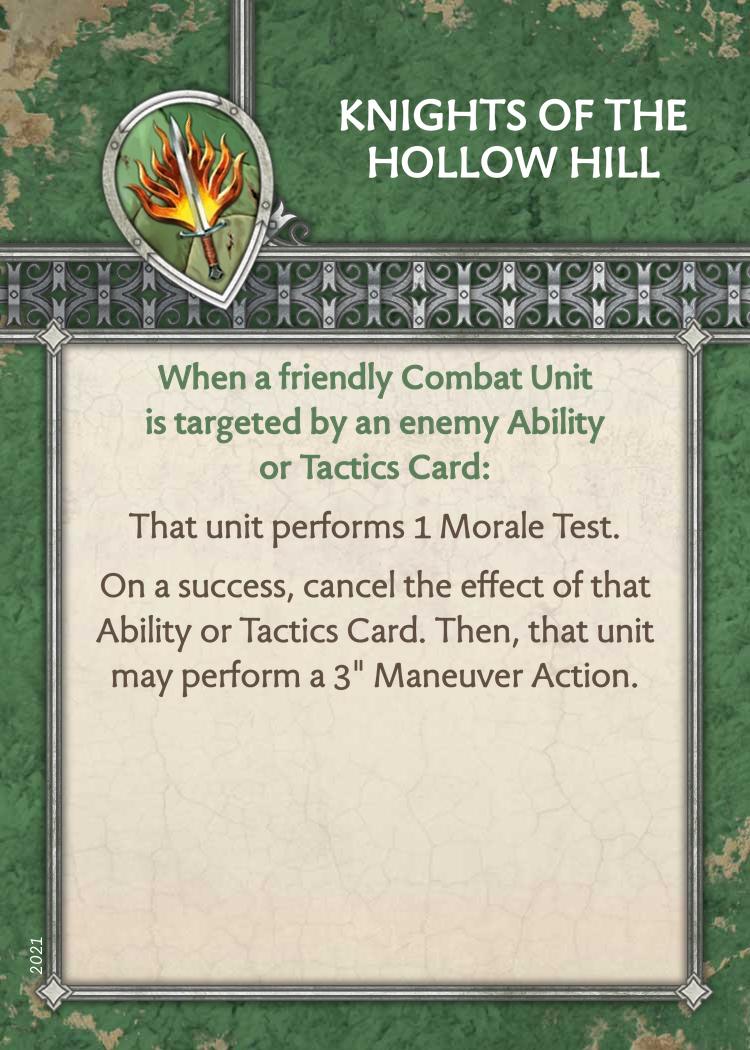 KNIGHTS OF THE
HOLLOW HILL
When a friendly Combat Unit
is targeted by an enemy Ability
or Tactics Card:
That unit performs 1 Morale Test.
On a success, cancel the effect of that
Ability or Tactics Card. Then, that unit
may perform a 3" Maneuver Action.
2021